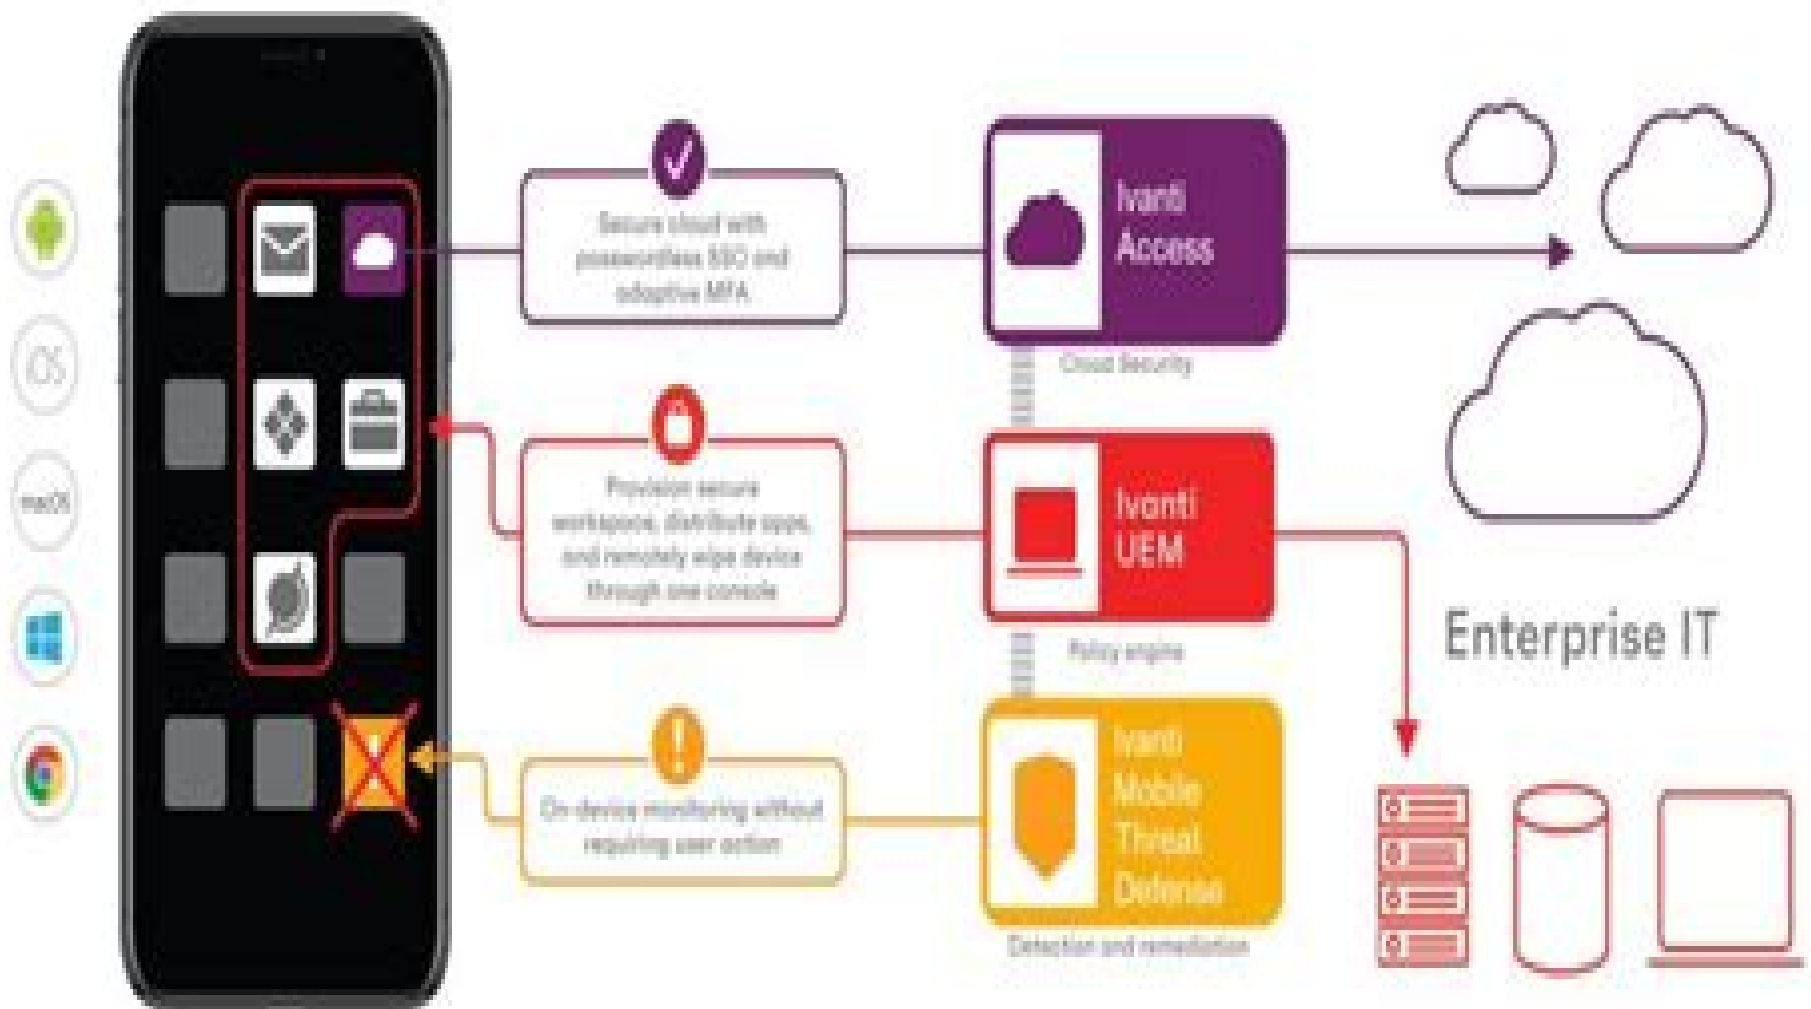 iOS
macOS
Secure cloud with
passwordless SSO and
adaptive MFA
Ivanti
Access
Cloud Security
Provision secure
workspace, distribute apps,
and remotely wipe device
through one console
Ivanti
UEM
Policy engine
On-device monitoring without
requiring user action
Ivanti
Mobile
Threat
Defense
Detection and remediation
Enterprise IT